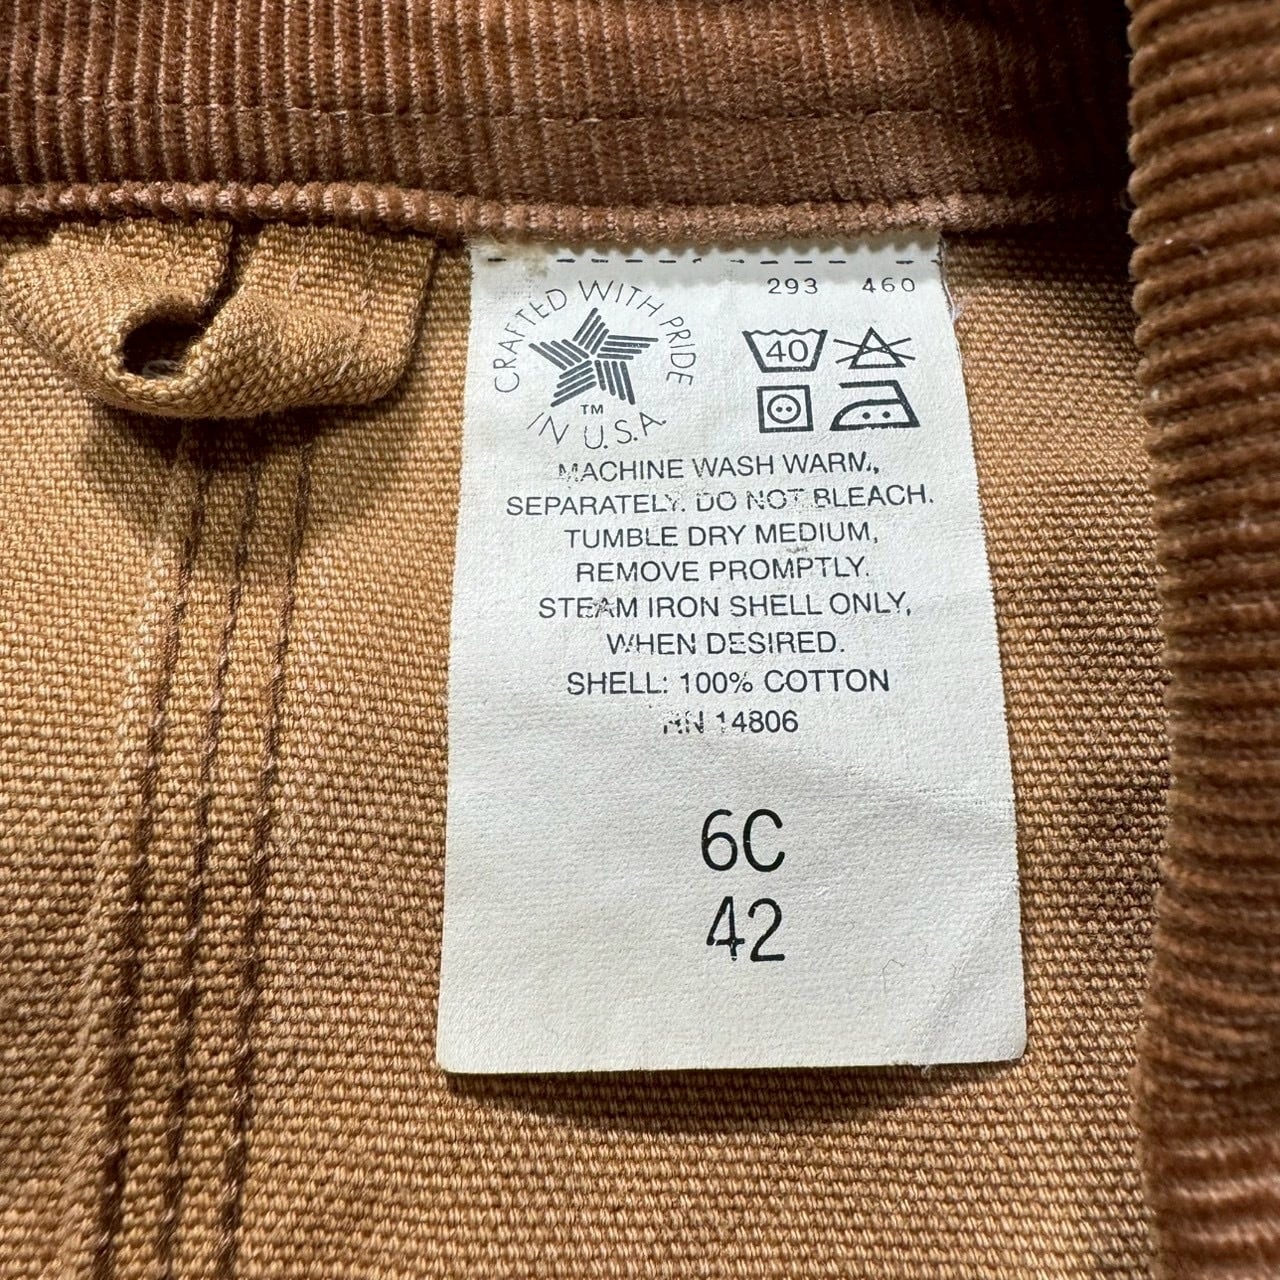 293 460
CRAFTED WITH PRIDE
TM
IN U.S.A.
40
MACHINE WASH WARM,
SEPARATELY. DO NOT BLEACH.
TUMBLE DRY MEDIUM,
REMOVE PROMPTLY.
STEAM IRON SHELL ONLY,
WHEN DESIRED.
SHELL: 100% COTTON
RN 14806
6C
42